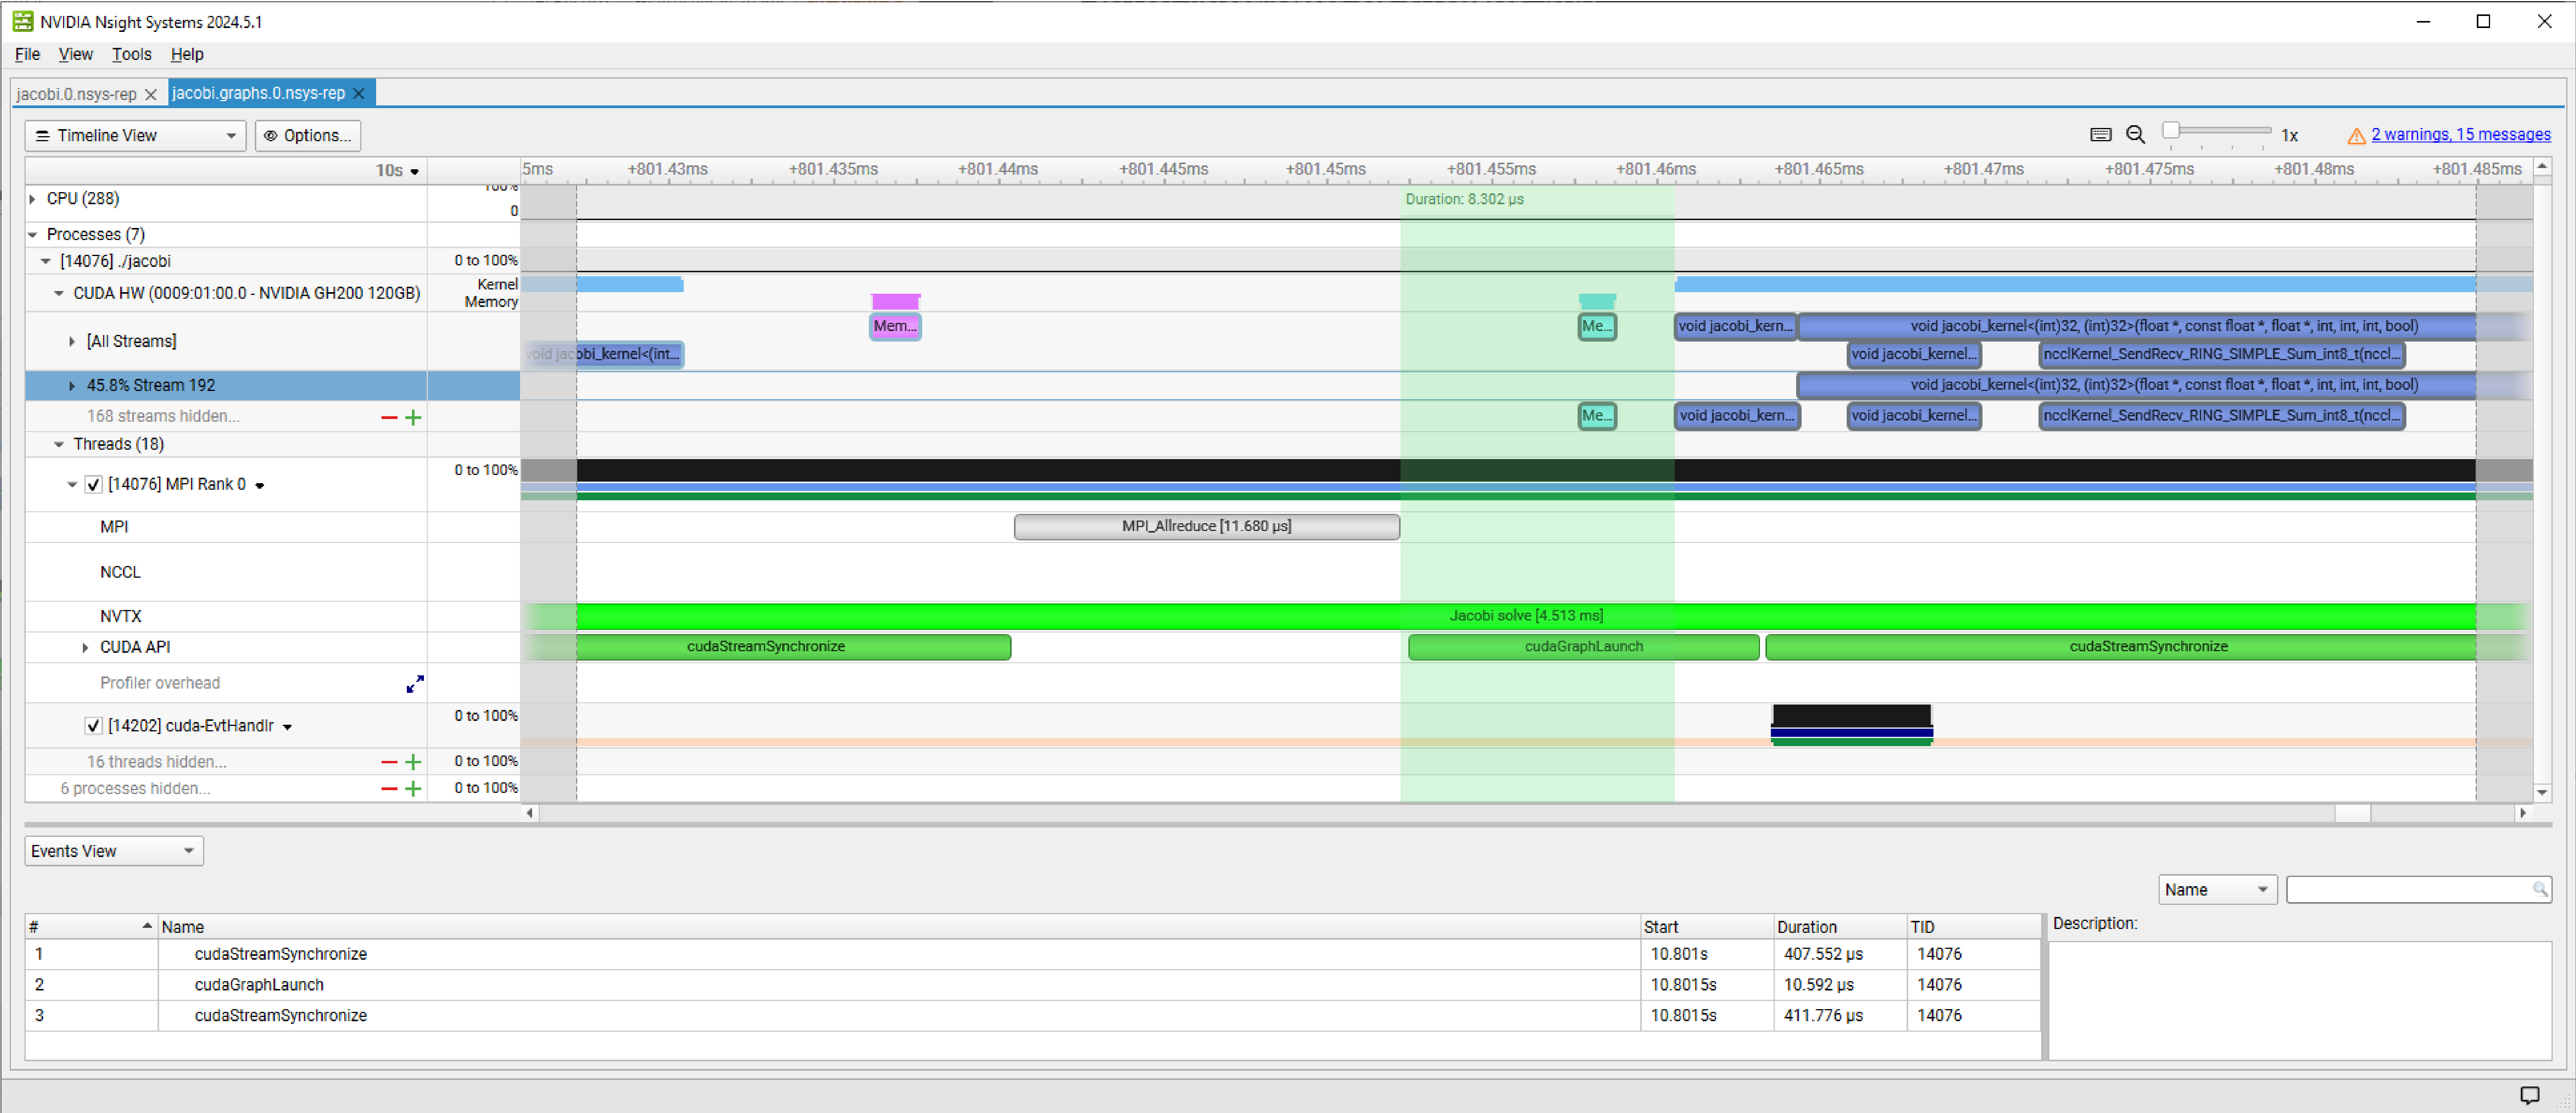 NVIDIA Nsight Systems 2024.5.1
File View Tools Help
jacobi.0.nsys-rep jacobi.graphs.0.nsys-rep
Timeline View Options... 1x 2 warnings, 15 messages
10s 5ms +801.43ms +801.435ms +801.44ms +801.445ms +801.45ms +801.455ms +801.46ms +801.465ms +801.47ms +801.475ms +801.48ms +801.485ms
CPU (288) 100% 0 Duration: 8.302 µs
Processes (7)
[14076] ./jacobi 0 to 100%
CUDA HW (0009:01:00.0 - NVIDIA GH200 120GB) Kernel
Memory
[All Streams] Mem... Me... void jacobi_kern... void jacobi_kernel<(int)32, (int)32>(float *, const float *, float *, int, int, int, bool)
void jacobi_kernel<(int... void jacobi_kernel... ncclKernel_SendRecv_RING_SIMPLE_Sum_int8_t(nccl...
45.8% Stream 192 void jacobi_kernel<(int)32, (int)32>(float *, const float *, float *, int, int, int, bool)
168 streams hidden... Me... void jacobi_kern... void jacobi_kernel... ncclKernel_SendRecv_RING_SIMPLE_Sum_int8_t(nccl...
Threads (18)
[14076] MPI Rank 0 0 to 100%
MPI MPI_Allreduce [11.680 µs]
NCCL
NVTX Jacobi solve [4.513 ms]
CUDA API cudaStreamSynchronize cudaGraphLaunch cudaStreamSynchronize
Profiler overhead
[14202] cuda-EvtHandlr 0 to 100%
16 threads hidden... 0 to 100%
6 processes hidden... 0 to 100%
Events View
Name
# Name Start Duration TID Description:
1 cudaStreamSynchronize 10.801s 407.552 µs 14076
2 cudaGraphLaunch 10.8015s 10.592 µs 14076
3 cudaStreamSynchronize 10.8015s 411.776 µs 14076